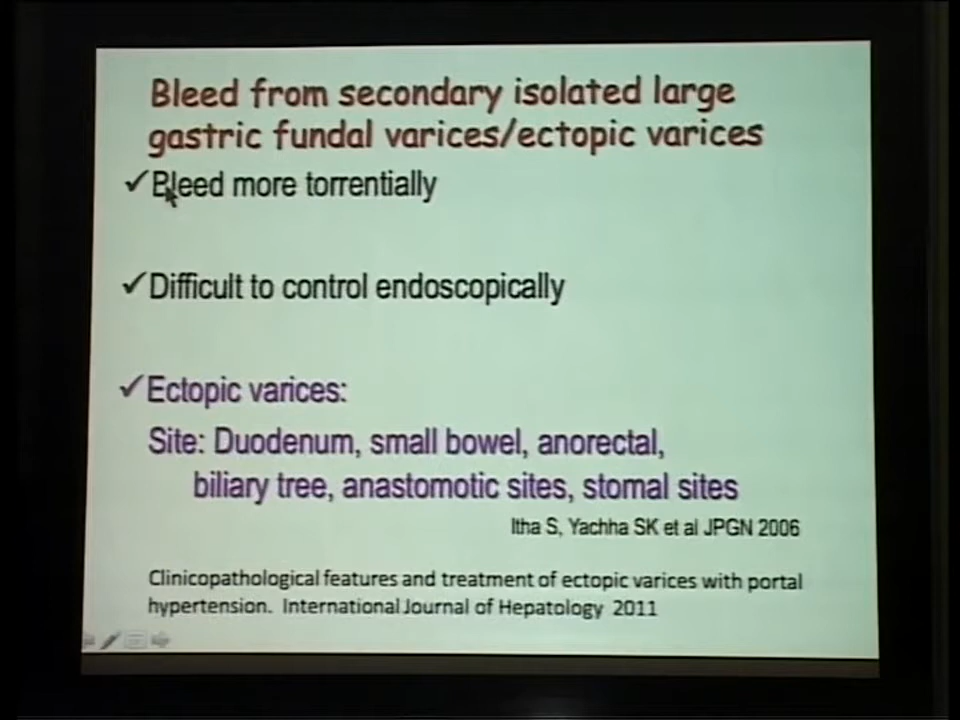 Bleed from secondary isolated large
gastric fundal varices/ectopic varices
✓Bleed more torrentially
✓Difficult to control endoscopically
✓Ectopic varices:
Site: Duodenum, small bowel, anorectal,
biliary tree, anastomotic sites, stomal sites
Itha S, Yachha SK et al JPGN 2006
Clinicopathological features and treatment of ectopic varices with portal
hypertension. International Journal of Hepatology 2011